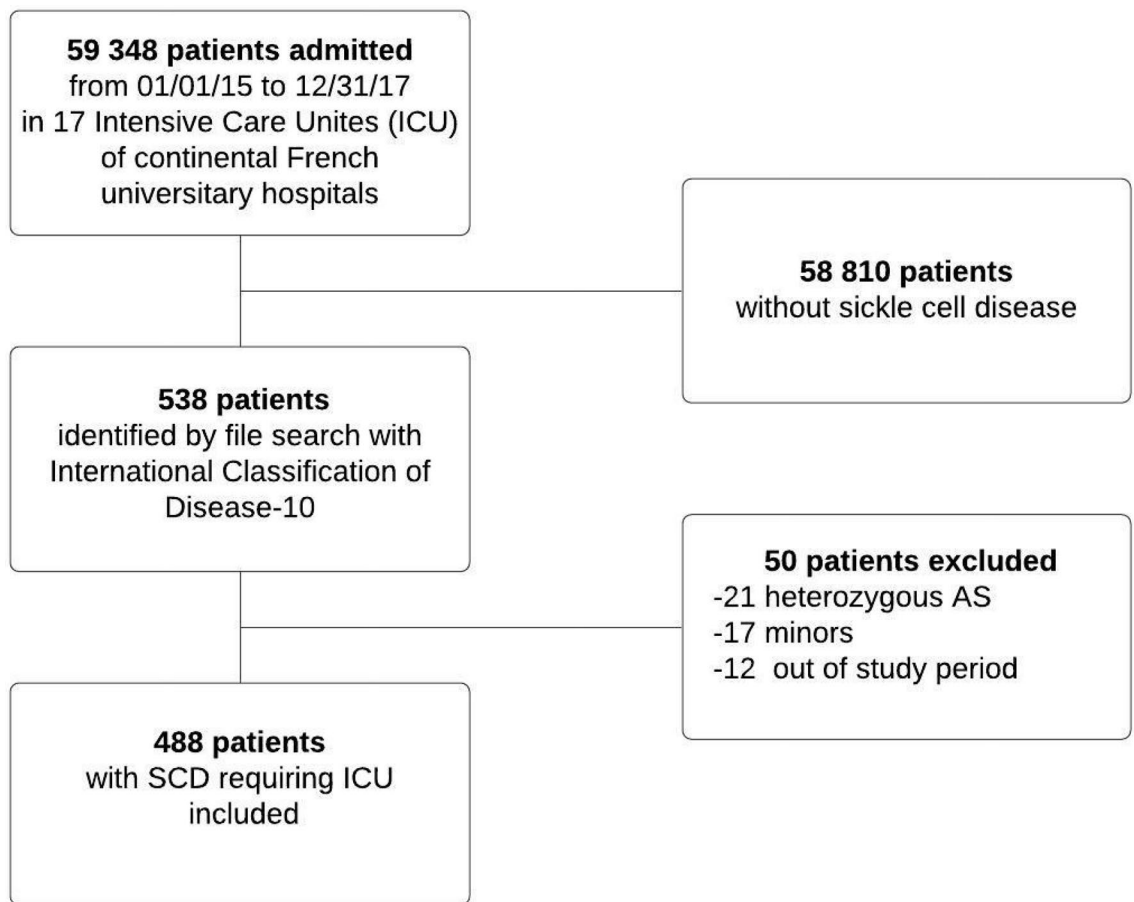 59 348 patients admitted
from 01/01/15 to 12/31/17
in 17 Intensive Care Unites (ICU)
of continental French
universitary hospitals
58 810 patients
without sickle cell disease
538 patients
identified by file search with
International Classification of
Disease-10
50 patients excluded
-21 heterozygous AS
-17 minors
-12  out of study period
488 patients
with SCD requiring ICU
included